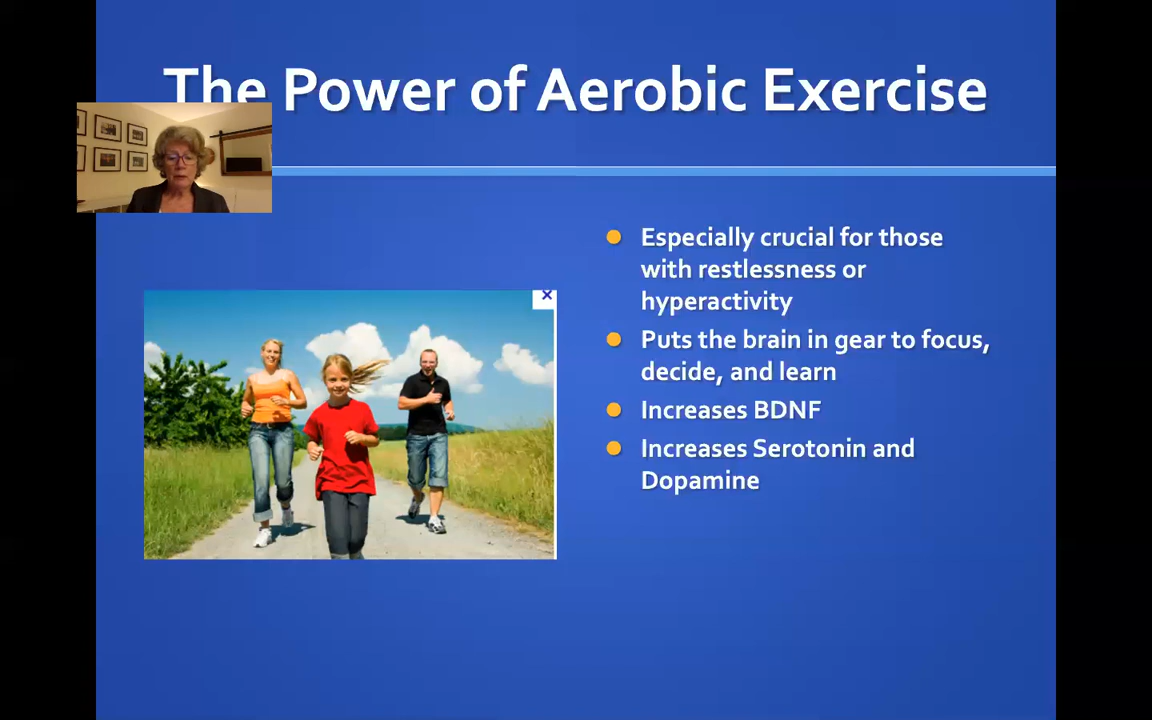 The Power of Aerobic Exercise
Especially crucial for those
with restlessness or
hyperactivity
Puts the brain in gear to focus,
decide, and learn
Increases BDNF
Increases Serotonin and
Dopamine